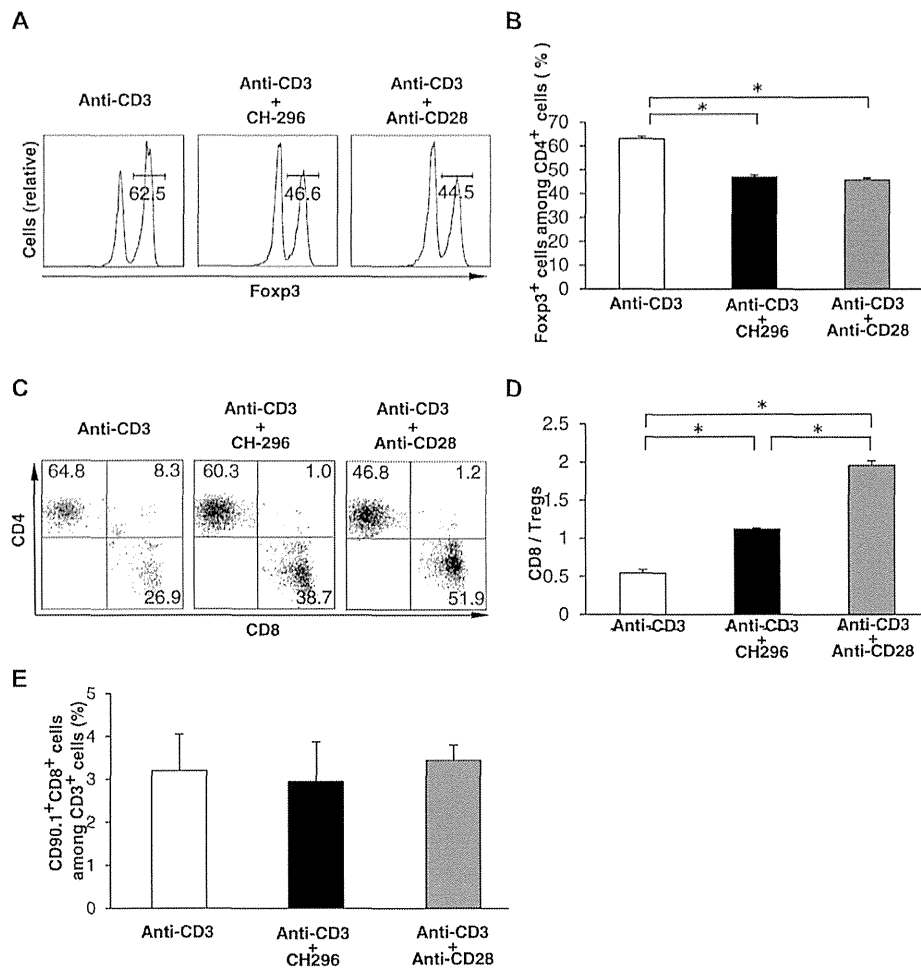 A
Anti-CD3
Anti-CD3
+
CH-296
Anti-CD3
+
Anti-CD28
Cells (relative)
62.5
46.6
44.5
Foxp3
B
Foxp3+ cells among CD4+ cells (%)
70
60
50
40
30
20
10
0
*
*
Anti-CD3
Anti-CD3
+
CH296
Anti-CD3
+
Anti-CD28
C
Anti-CD3
Anti-CD3
+
CH-296
Anti-CD3
+
Anti-CD28
CD4
64.8 8.3
26.9
60.3 1.0
38.7
46.8 1.2
51.9
CD8
D
CD8 / Tregs
2
1.5
1
0.5
0
*
*
*
Anti-CD3
Anti-CD3
+
CH296
Anti-CD3
+
Anti-CD28
E
CD90.1+CD8+ cells
among CD3+ cells (%)
5
4
3
2
1
0
Anti-CD3
Anti-CD3
+
CH296
Anti-CD3
+
Anti-CD28